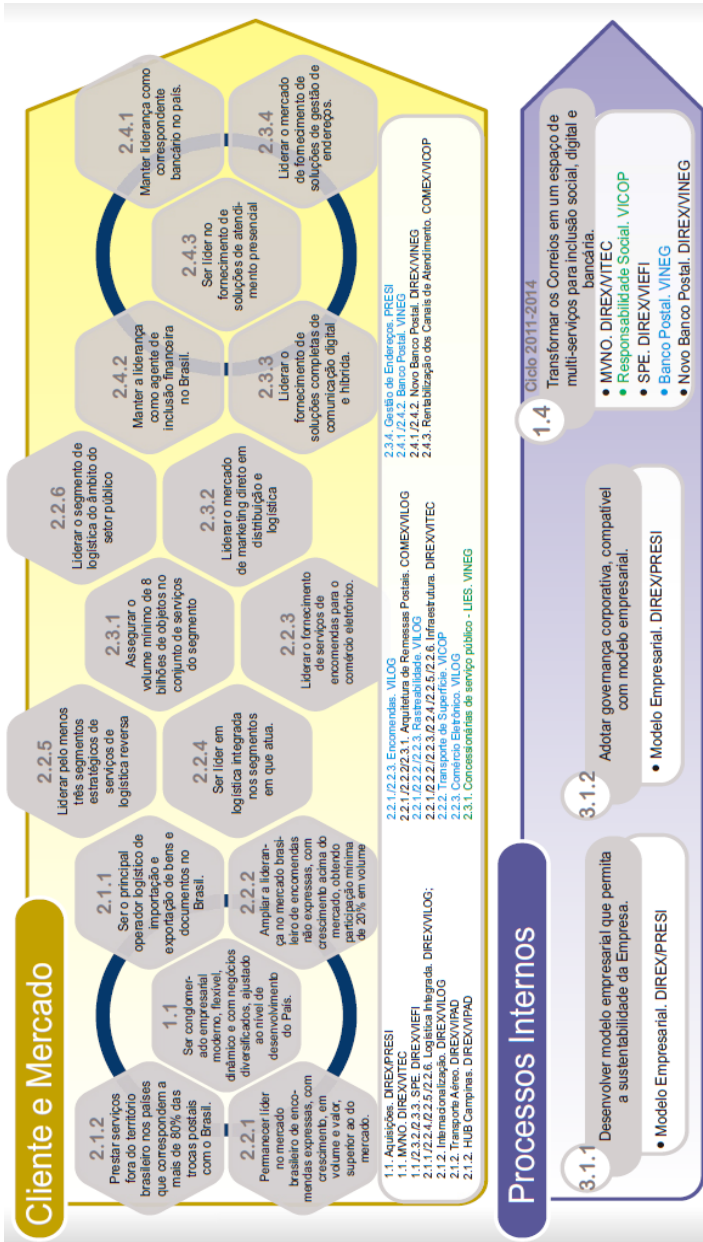 Cliente e Mercado
2.1.2
Prestar serviços
fora do território
brasileiro nos países
que correspondem a
mais de 80% das
trocas postais
com o Brasil.
2.2.1
Permanecer líder
no mercado
brasileiro de enco-
mendas expressas, com
crescimento, em
volume e valor,
superior ao do
mercado.
1.1
Ser conglomer-
ado empresarial
moderno, flexível,
dinâmico e com negócios
diversificados, ajustado
ao nível de
desenvolvimento
do País.
2.1.1
Ser o principal
operador logístico de
importação e
exportação de bens e
documentos no
Brasil.
2.2.2
Ampliar a lideran-
ça no mercado brasi-
leiro de encomendas
não expressas, com
crescimento acima do
mercado, obtendo
participação mínima
de 20% em volume
2.2.5
Liderar pelo menos
três segmentos
estratégicos de
serviços de
logística reversa
2.2.4
Ser líder em
logística integrada
nos segmentos
em que atua.
2.3.1
Assegurar o
volume mínimo de 8
bilhões de objetos no
conjunto de serviços
do segmento
2.2.3
Liderar o fornecimento
de serviços de
encomendas para o
comércio eletrônico.
2.2.6
Liderar o segmento de
logística do âmbito do
setor público
2.3.2
Liderar o mercado
de marketing direto em
distribuição e
logística
2.4.2
Manter a liderança
como agente de
inclusão financeira
no Brasil.
2.3.3
Liderar o
fornecimento de
soluções completas de
comunicação digital
e híbrida.
2.4.3
Ser líder no
fornecimento de
soluções de atendi-
mento presencial
2.4.1
Manter liderança como
correspondente
bancário no país.
2.3.4
Liderar o mercado
de fornecimento de
soluções de gestão de
endereços.
1.1. Aquisições. DIREX/PRESI
1.1. MVNO. DIREX/VITEC
1.1./2.3.2/2.3.3. SPE. DIREX/VIEFI
2.1.1/2.2.4./2.2.5/2.2.6. Logística Integrada. DIREX/VILOG;
2.1.2. Internacionalização. DIREX/VILOG
2.1.2. Transporte Aéreo. DIREX/VIPAD
2.1.2. HUB Campinas. DIREX/VIPAD
2.2.1./2.2.3. Encomendas. VILOG
2.2.1./2.2.2/2.3.1. Arquitetura de Remessas Postais. COMEX/VILOG
2.2.1./2.2.2./2.2.3. Rastreabilidade. VILOG
2.2.1./2.2.2./2.2.3./2.2.4./2.2.5./2.2.6. Infraestrutura. DIREX/VITEC
2.2.2. Transporte de Superfície. VICOP
2.2.3. Comércio Eletrônico. VILOG
2.3.1. Concessionárias de serviço público - LIES. VINEG
2.3.4. Gestão de Endereços. PRESI
2.4.1./2.4.2. Banco Postal. VINEG
2.4.1./2.4.2. Novo Banco Postal. DIREX/VINEG
2.4.3. Rentabilização dos Canais de Atendimento. COMEX/VICOP
Processos Internos
3.1.1
Desenvolver modelo empresarial que permita
a sustentabilidade da Empresa.
• Modelo Empresarial. DIREX/PRESI
3.1.2
Adotar governança corporativa, compatível
com modelo empresarial.
• Modelo Empresarial. DIREX/PRESI
1.4
Ciclo 2011-2014
Transformar os Correios em um espaço de
multi-serviços para inclusão social, digital e
bancária.
• MVNO. DIREX/VITEC
• Responsabilidade Social. VICOP
• SPE. DIREX/VIEFI
• Banco Postal. VINEG
• Novo Banco Postal. DIREX/VINEG